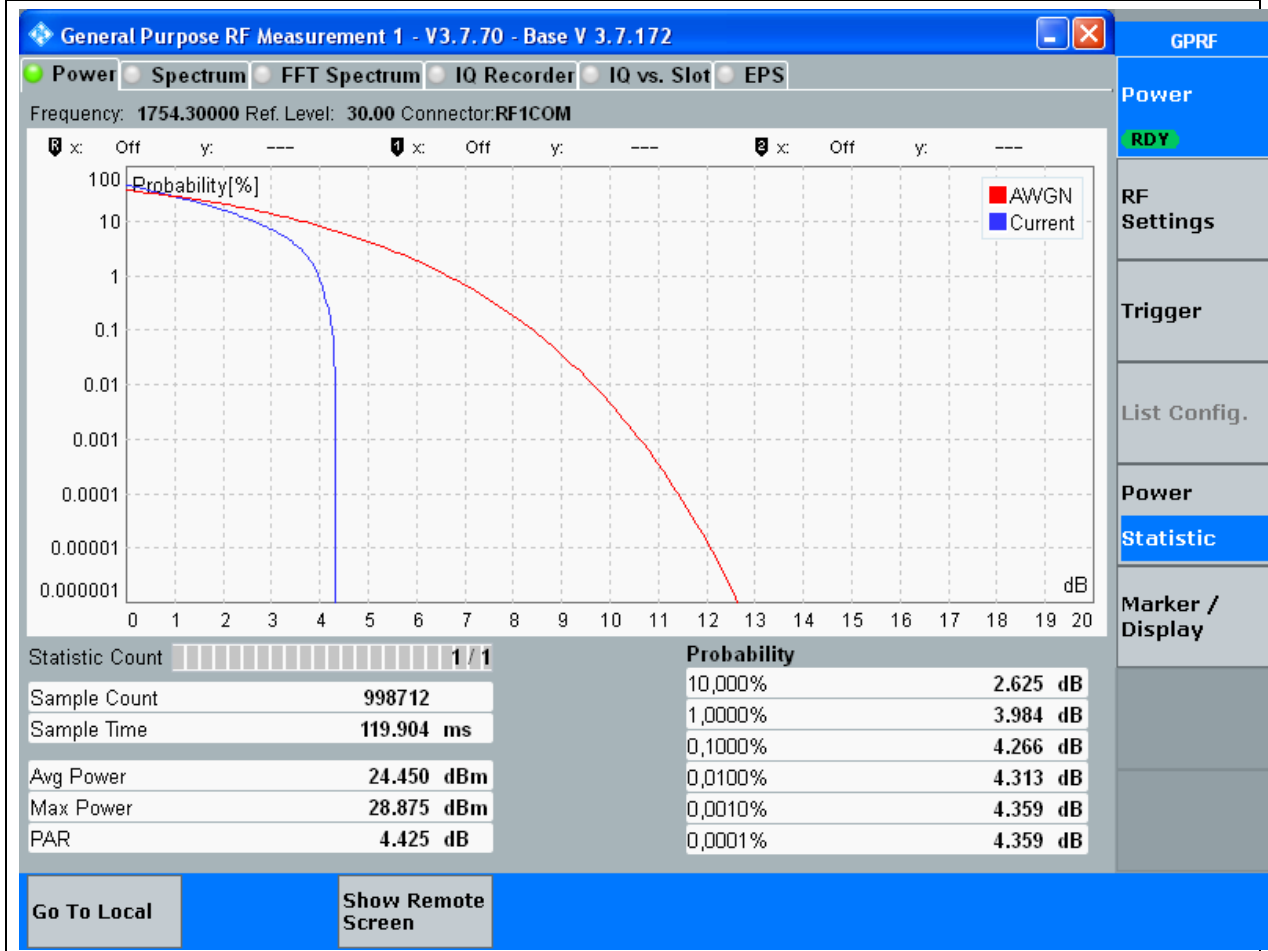 General Purpose RF Measurement 1 - V3.7.70 - Base V 3.7.172
GPRF
Power Spectrum FFT Spectrum IQ Recorder IQ vs. Slot EPS
Frequency: 1754.30000 Ref. Level: 30.00 Connector:RF1COM
R x: Off y: --- 1 x: Off y: --- 2 x: Off y: ---
Probability[%]
AWGN
Current
100
10
1
0.1
0.01
0.001
0.0001
0.00001
0.000001
dB
0 1 2 3 4 5 6 7 8 9 10 11 12 13 14 15 16 17 18 19 20
Statistic Count 1 / 1
Sample Count 998712
Sample Time 119.904 ms
Avg Power 24.450 dBm
Max Power 28.875 dBm
PAR 4.425 dB
Probability
10,000% 2.625 dB
1,0000% 3.984 dB
0,1000% 4.266 dB
0,0100% 4.313 dB
0,0010% 4.359 dB
0,0001% 4.359 dB
Power
RDY
RF
Settings
Trigger
List Config.
Power
Statistic
Marker /
Display
Go To Local
Show Remote
Screen